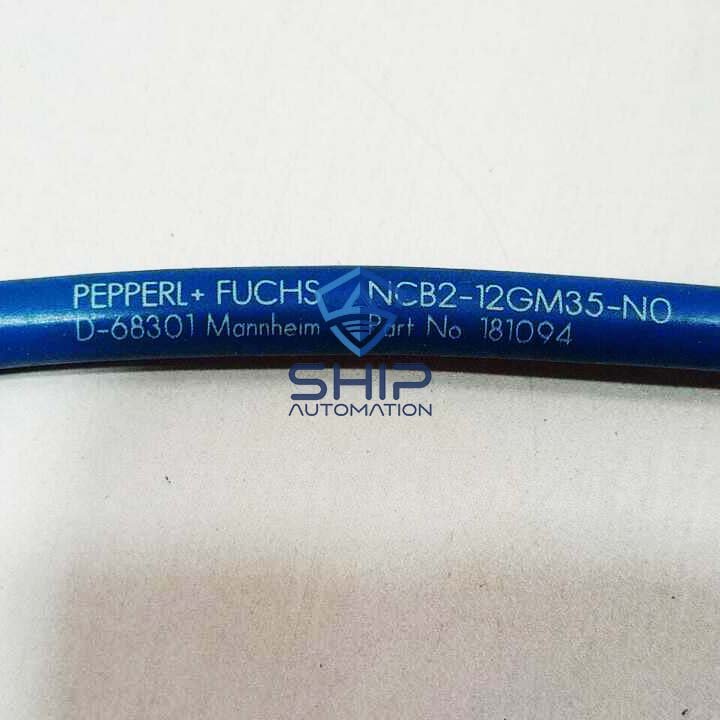 PEPPERL+ FUCHS NCB2-12GM35-N0
D-68301 Mannheim Part No 181094
SHIP
AUTOMATION